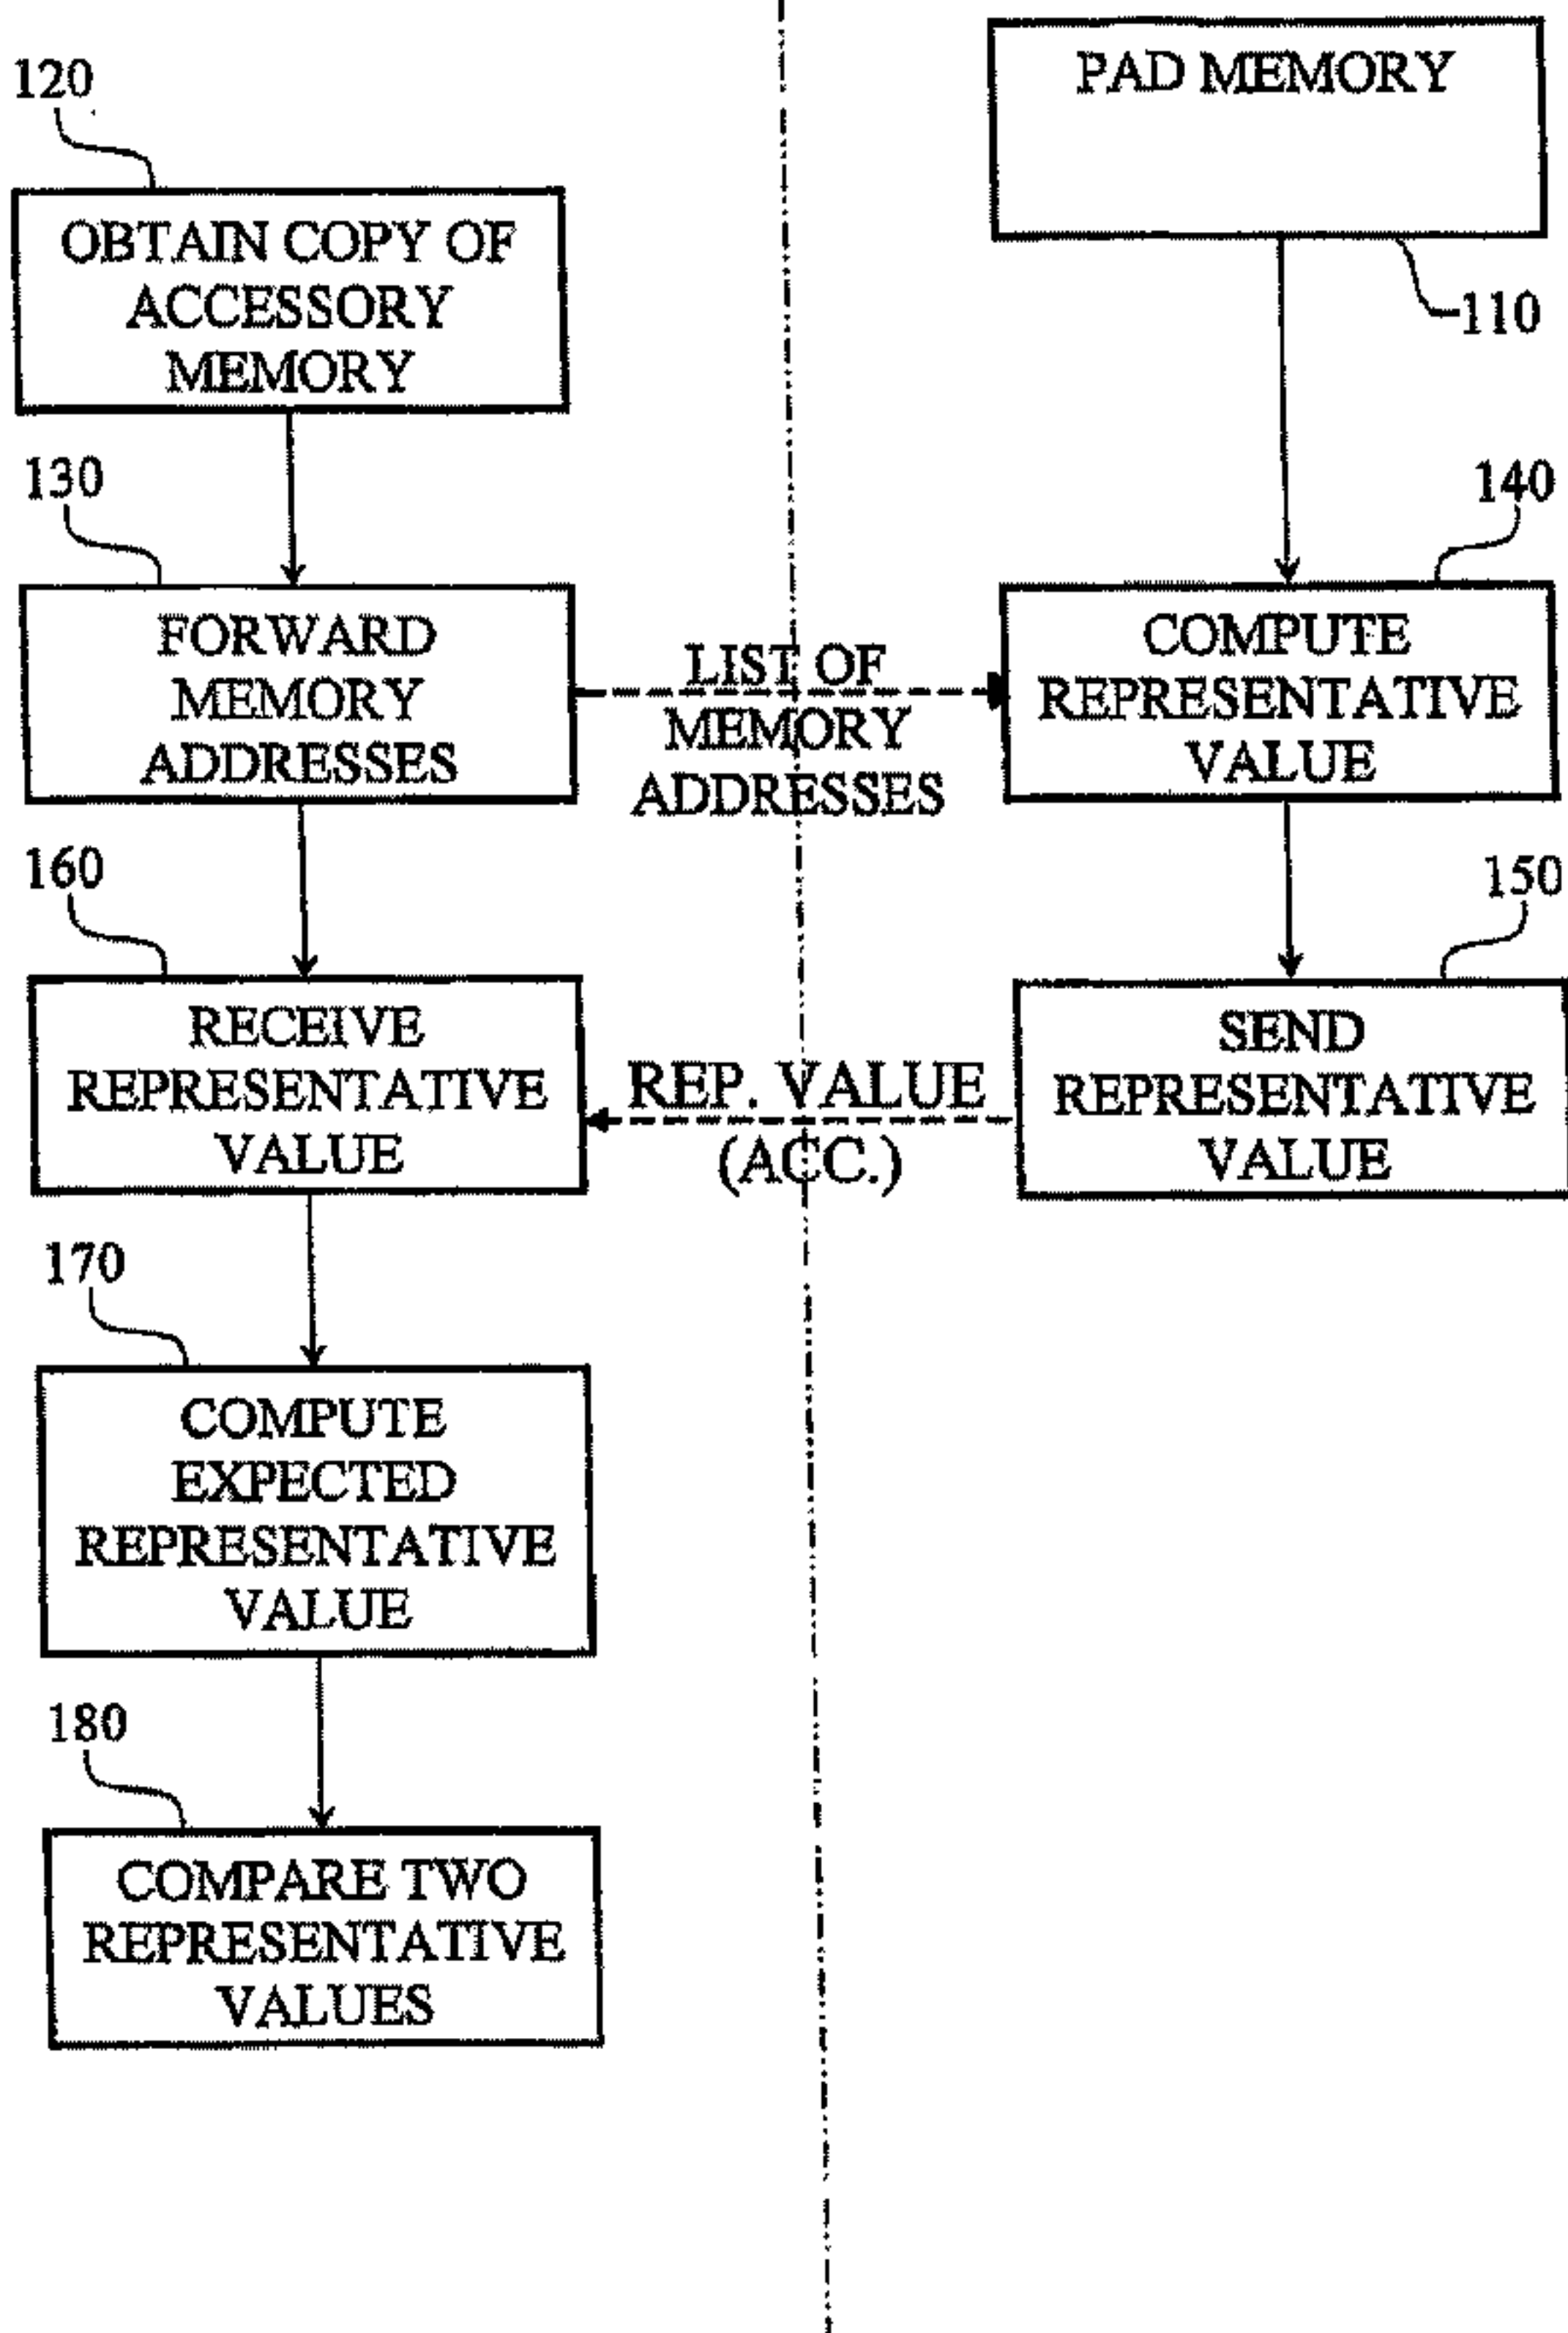 PAD MEMORY
120
OBTAIN COPY OF
ACCESSORY
MEMORY
110
130
140
FORWARD
MEMORY
ADDRESSES
LIST OF
MEMORY
ADDRESSES
COMPUTE
REPRESENTATIVE
VALUE
160
150
RECEIVE
REPRESENTATIVE
VALUE
REP. VALUE
(ACC.)
SEND
REPRESENTATIVE
VALUE
170
COMPUTE
EXPECTED
REPRESENTATIVE
VALUE
180
COMPARE TWO
REPRESENTATIVE
VALUES